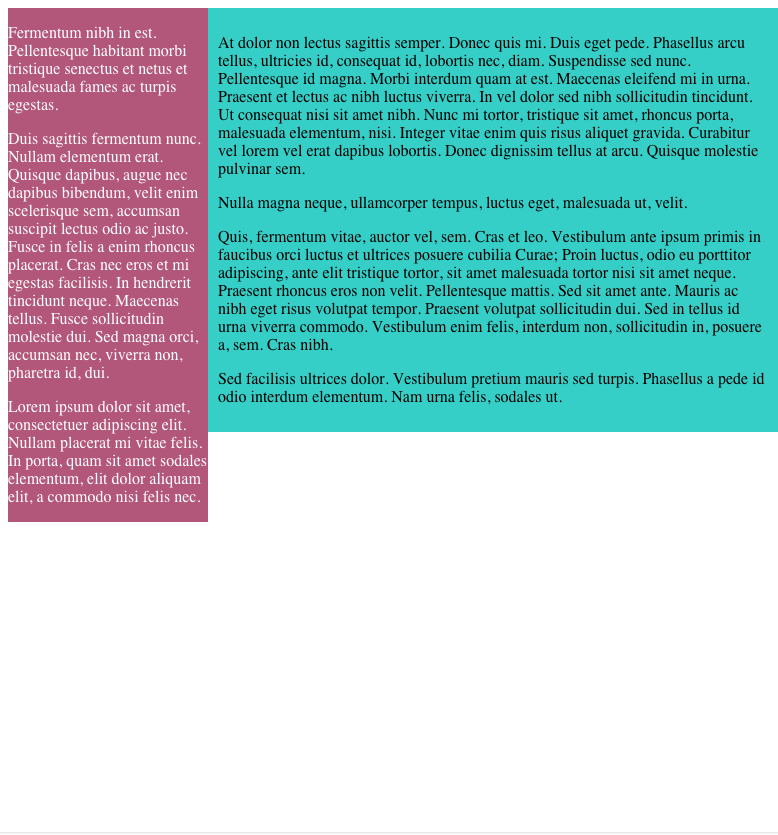 Fermentum nibh in est.
Pellentesque habitant morbi
tristique senectus et netus et
malesuada fames ac turpis
egestas.
Duis sagittis fermentum nunc.
Nullam elementum erat.
Quisque dapibus, augue nec
dapibus bibendum, velit enim
scelerisque sem, accumsan
suscipit lectus odio ac justo.
Fusce in felis a enim rhoncus
placerat. Cras nec eros et mi
egestas facilisis. In hendrerit
tincidunt neque. Maecenas
tellus. Fusce sollicitudin
molestie dui. Sed magna orci,
accumsan nec, viverra non,
pharetra id, dui.
Lorem ipsum dolor sit amet,
consectetuer adipiscing elit.
Nullam placerat mi vitae felis.
In porta, quam sit amet sodales
elementum, elit dolor aliquam
elit, a commodo nisi felis nec.
At dolor non lectus sagittis semper. Donec quis mi. Duis eget pede. Phasellus arcu
tellus, ultricies id, consequat id, lobortis nec, diam. Suspendisse sed nunc.
Pellentesque id magna. Morbi interdum quam at est. Maecenas eleifend mi in urna.
Praesent et lectus ac nibh luctus viverra. In vel dolor sed nibh sollicitudin tincidunt.
Ut consequat nisi sit amet nibh. Nunc mi tortor, tristique sit amet, rhoncus porta,
malesuada elementum, nisi. Integer vitae enim quis risus aliquet gravida. Curabitur
vel lorem vel erat dapibus lobortis. Donec dignissim tellus at arcu. Quisque molestie
pulvinar sem.
Nulla magna neque, ullamcorper tempus, luctus eget, malesuada ut, velit.
Quis, fermentum vitae, auctor vel, sem. Cras et leo. Vestibulum ante ipsum primis in
faucibus orci luctus et ultrices posuere cubilia Curae; Proin luctus, odio eu porttitor
adipiscing, ante elit tristique tortor, sit amet malesuada tortor nisi sit amet neque.
Praesent rhoncus eros non velit. Pellentesque mattis. Sed sit amet ante. Mauris ac
nibh eget risus volutpat tempor. Praesent volutpat sollicitudin dui. Sed in tellus id
urna viverra commodo. Vestibulum enim felis, interdum non, sollicitudin in, posuere
a, sem. Cras nibh.
Sed facilisis ultrices dolor. Vestibulum pretium mauris sed turpis. Phasellus a pede id
odio interdum elementum. Nam urna felis, sodales ut.